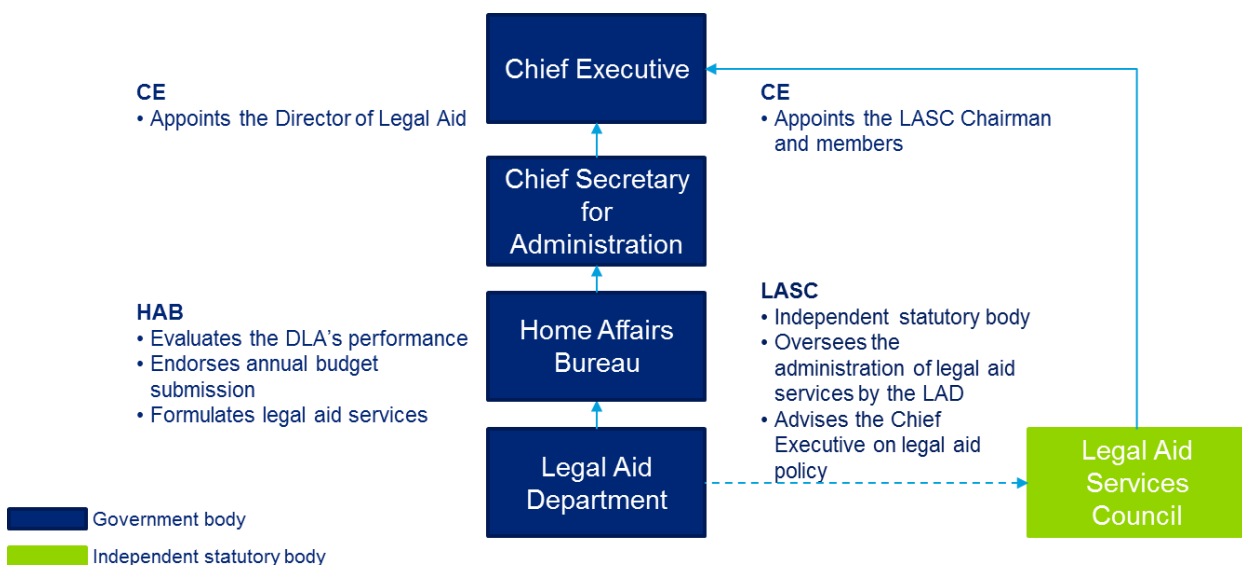 Chief Executive
CE
• Appoints the Director of Legal Aid
CE
• Appoints the LASC Chairman
and members
Chief Secretary
for
Administration
HAB
• Evaluates the DLA's performance
• Endorses annual budget
submission
• Formulates legal aid services
Home Affairs
Bureau
LASC
• Independent statutory body
• Oversees the
administration of legal aid
services by the LAD
• Advises the Chief
Executive on legal aid
policy
Legal Aid
Department
Legal Aid
Services
Council
Government body
Independent statutory body